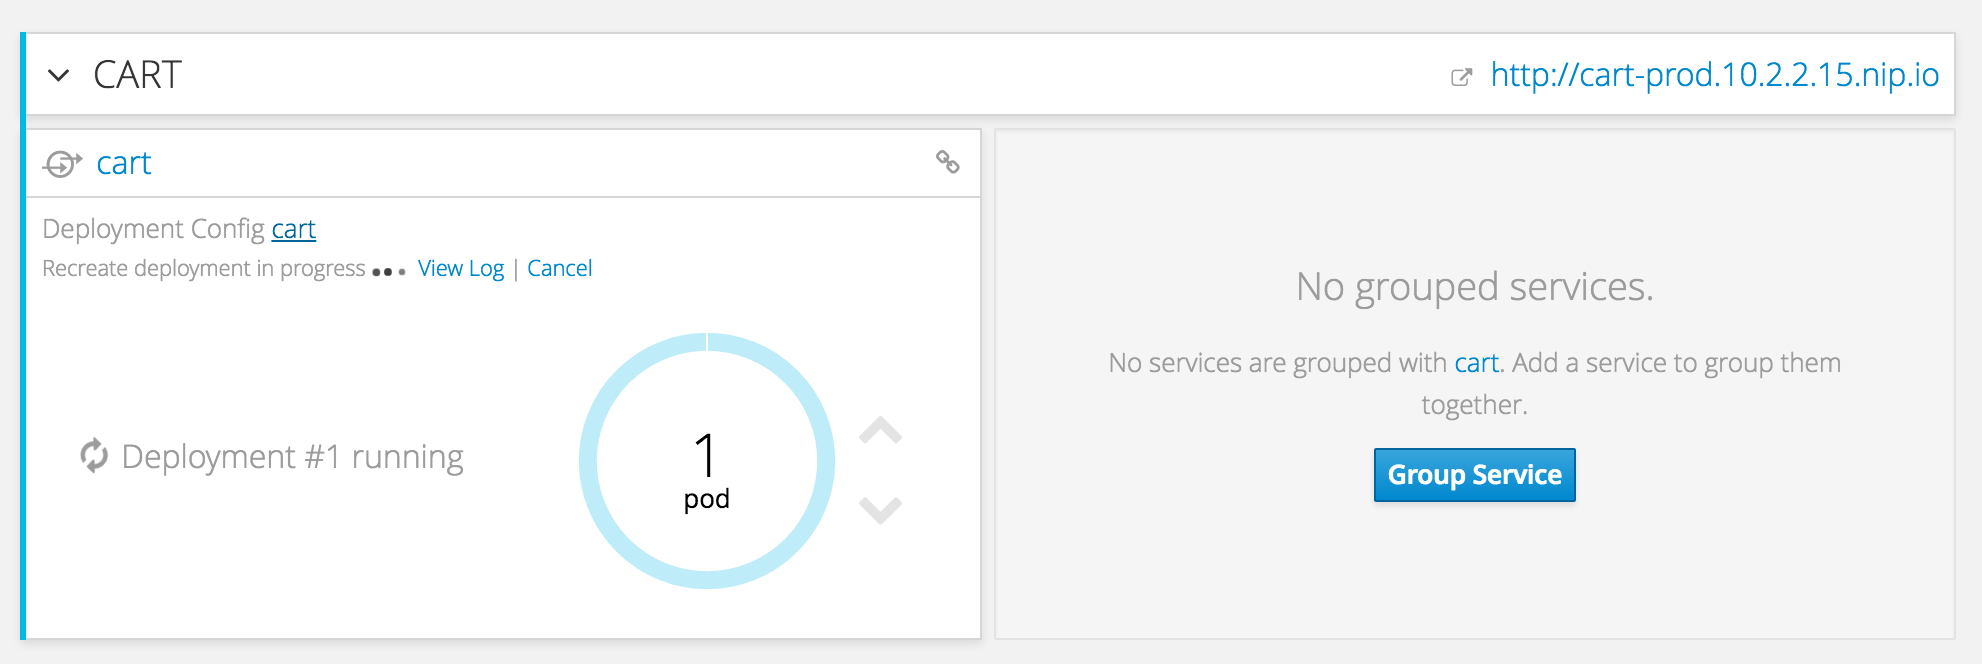 CART
http://cart-prod.10.2.2.15.nip.io
cart
Deployment Config cart
Recreate deployment in progress View Log | Cancel
Deployment #1 running
1
pod
No grouped services.
No services are grouped with cart. Add a service to group them
together.
Group Service